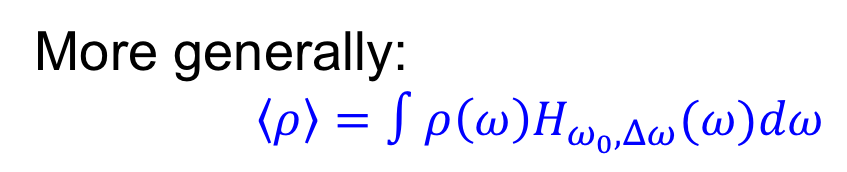 More generally:
⟨ρ⟩ = ∫ ρ(ω)H_{ω₀,Δω}(ω)dω